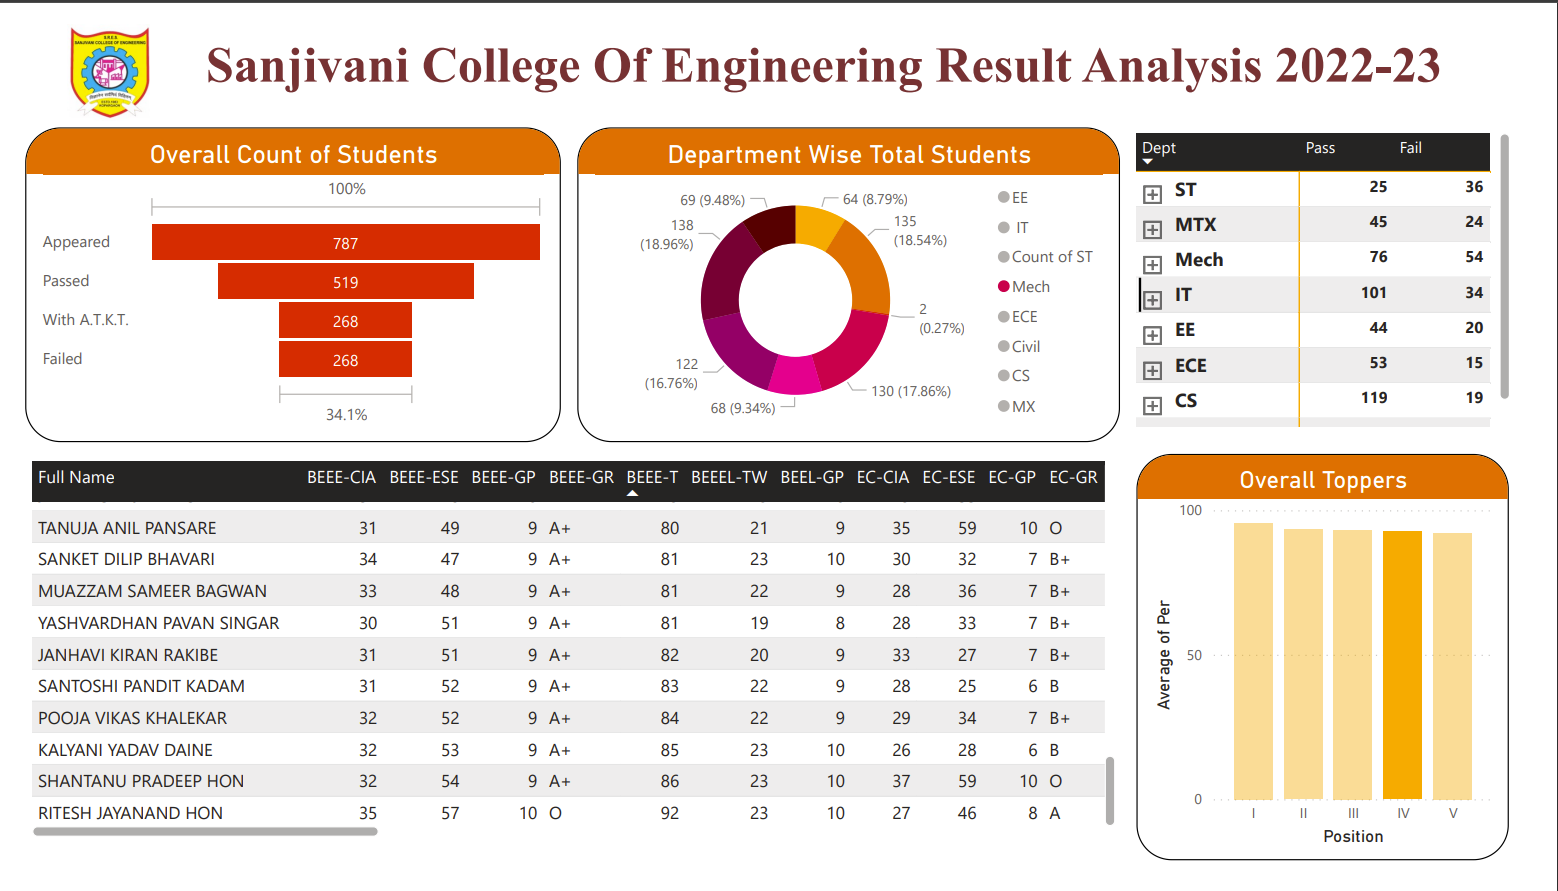 S.R.E.S.
SANJIVANI COLLEGE OF ENGINEERING
Sanjivani College Of Engineering Result Analysis 2022-23
Overall Count of Students
100%
Appeared 787
Passed 519
With A.T.K.T. 268
Failed 268
34.1%
Department Wise Total Students
69 (9.48%)
64 (8.79%)
138
(18.96%)
135
(18.54%)
2
(0.27%)
122
(16.76%)
130 (17.86%)
68 (9.34%)
EE
IT
Count of ST
Mech
ECE
Civil
CS
MX
Dept Pass Fail
ST 25 36
MTX 45 24
Mech 76 54
IT 101 34
EE 44 20
ECE 53 15
CS 119 19
Full Name BEEE-CIA BEEE-ESE BEEE-GP BEEE-GR BEEE-T BEEEL-TW BEEL-GP EC-CIA EC-ESE EC-GP EC-GR
TANUJA ANIL PANSARE 31 49 9 A+ 80 21 9 35 59 10 O
SANKET DILIP BHAVARI 34 47 9 A+ 81 23 10 30 32 7 B+
MUAZZAM SAMEER BAGWAN 33 48 9 A+ 81 22 9 28 36 7 B+
YASHVARDHAN PAVAN SINGAR 30 51 9 A+ 81 19 8 28 33 7 B+
JANHAVI KIRAN RAKIBE 31 51 9 A+ 82 20 9 33 27 7 B+
SANTOSHI PANDIT KADAM 31 52 9 A+ 83 22 9 28 25 6 B
POOJA VIKAS KHALEKAR 32 52 9 A+ 84 22 9 29 34 7 B+
KALYANI YADAV DAINE 32 53 9 A+ 85 23 10 26 28 6 B
SHANTANU PRADEEP HON 32 54 9 A+ 86 23 10 37 59 10 O
RITESH JAYANAND HON 35 57 10 O 92 23 10 27 46 8 A
Overall Toppers
100
50
0
Average of Per
I II III IV V
Position